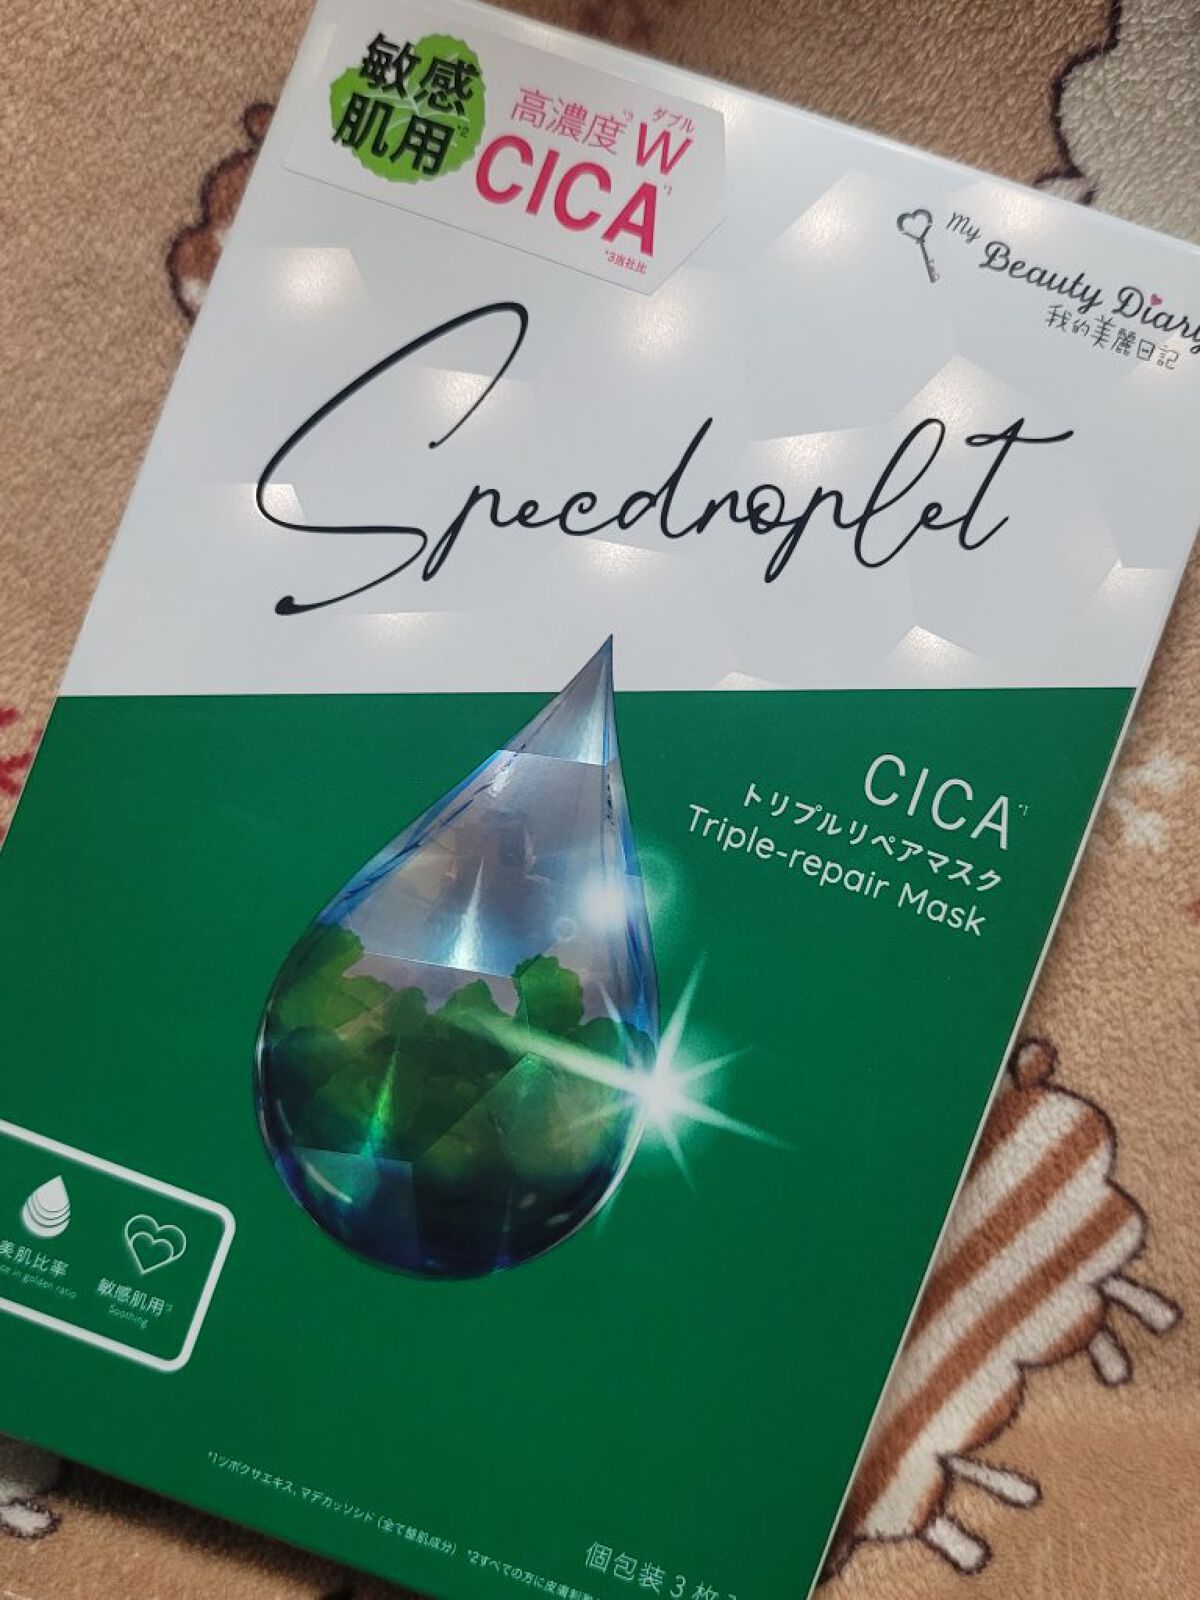 敏感
肌用*2
高濃度*3 W
ダブル
CICA*1
*3当社比
My
Beauty Diary
我的美麗日記
Specdroplet
CICA*1
トリプルリペアマスク
Triple-repair Mask
美肌比率
in golden ratio
敏感肌用*2
Soothing
*1ツボクサエキス、マデカッソシド（全て整肌成分） *2すべての方に皮膚刺激
個包装3枚